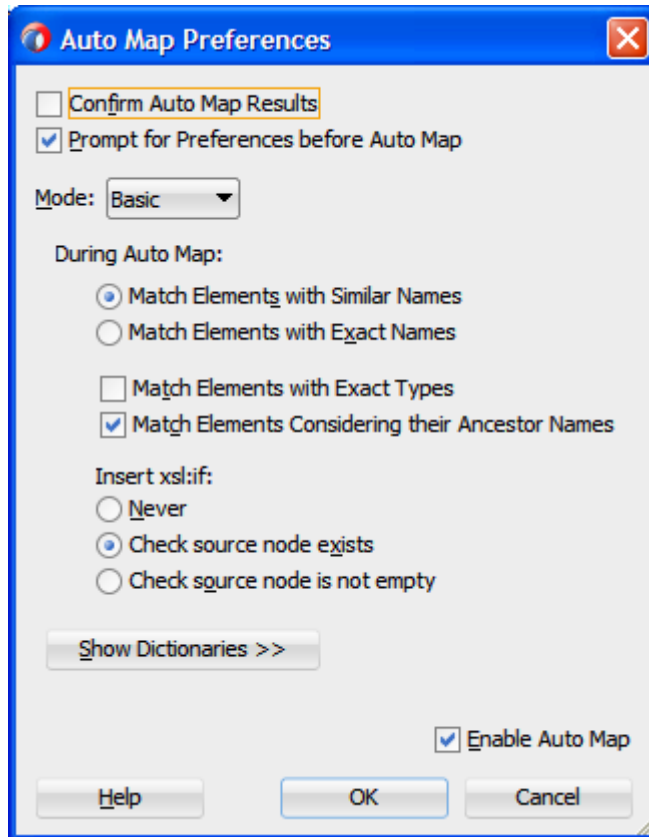 Auto Map Preferences
Confirm Auto Map Results
Prompt for Preferences before Auto Map
Mode: Basic
During Auto Map:
Match Elements with Similar Names
Match Elements with Exact Names
Match Elements with Exact Types
Match Elements Considering their Ancestor Names
Insert xsl:if:
Never
Check source node exists
Check source node is not empty
Show Dictionaries >>
Enable Auto Map
Help OK Cancel